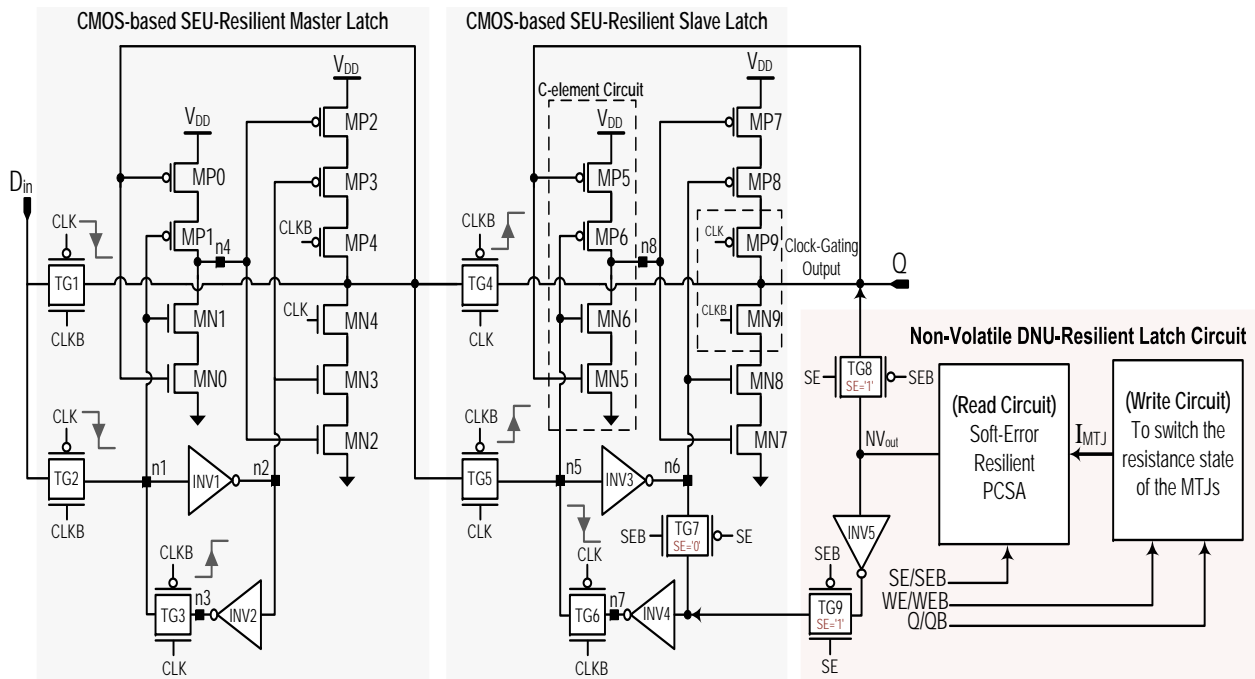 CMOS-based SEU-Resilient Master Latch
CMOS-based SEU-Resilient Slave Latch
VDD
VDD
MP2
MP0
MP3
MP1
CLKB
MP4
n4
Din
CLK
TG1
CLKB
MN1
CLK
MN4
MN0
MN3
MN2
CLK
TG2
CLKB
n1
INV1
n2
CLKB
TG3
n3
INV2
CLK
C-element Circuit
VDD
VDD
MP7
MP5
MP8
MP6
CLK
MP9
n8
Clock-Gating
Output
Q
CLKB
TG4
CLK
MN6
CLKB
MN9
MN5
MN8
MN7
CLKB
TG5
CLK
n5
INV3
n6
SEB
TG7
SE='0'
SE
CLK
TG6
n7
INV4
CLKB
Non-Volatile DNU-Resilient Latch Circuit
SE
TG8
SE='1'
SEB
NVout
(Read Circuit)
Soft-Error
Resilient
PCSA
IMTJ
(Write Circuit)
To switch the
resistance state
of the MTJs
INV5
SEB
TG9
SE='1'
SE
SE/SEB
WE/WEB
Q/QB